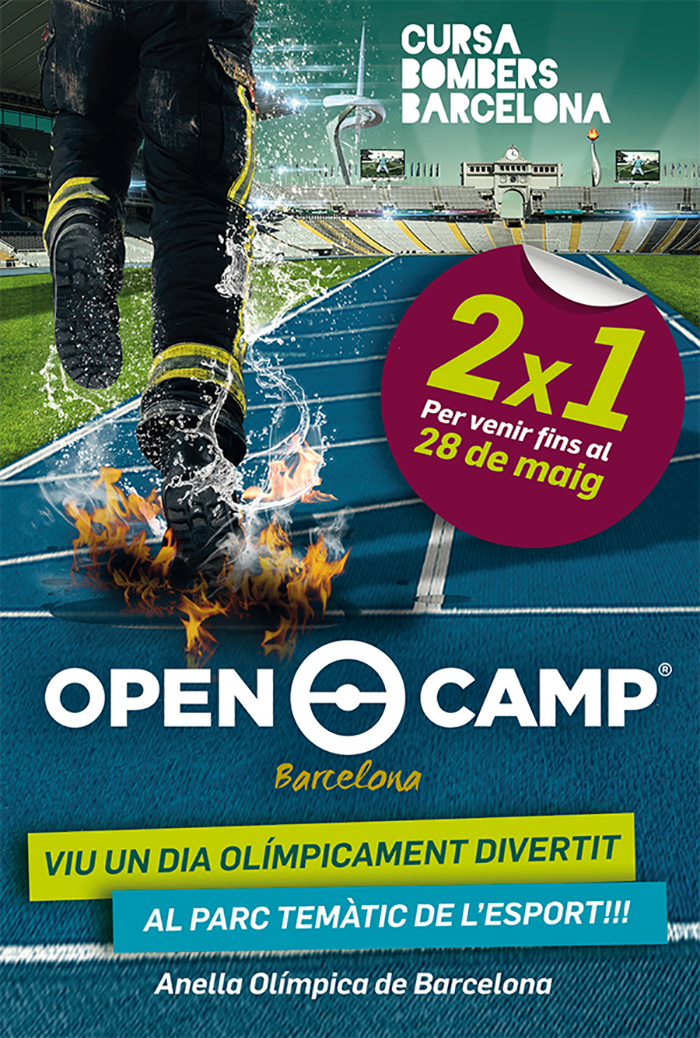 CURSA
BOMBERS
BARCELONA
2x1
Per venir fins al
28 de maig
OPEN CAMP®
Barcelona
VIU UN DIA OLÍMPICAMENT DIVERTIT
AL PARC TEMÀTIC DE L'ESPORT!!!
Anella Olímpica de Barcelona